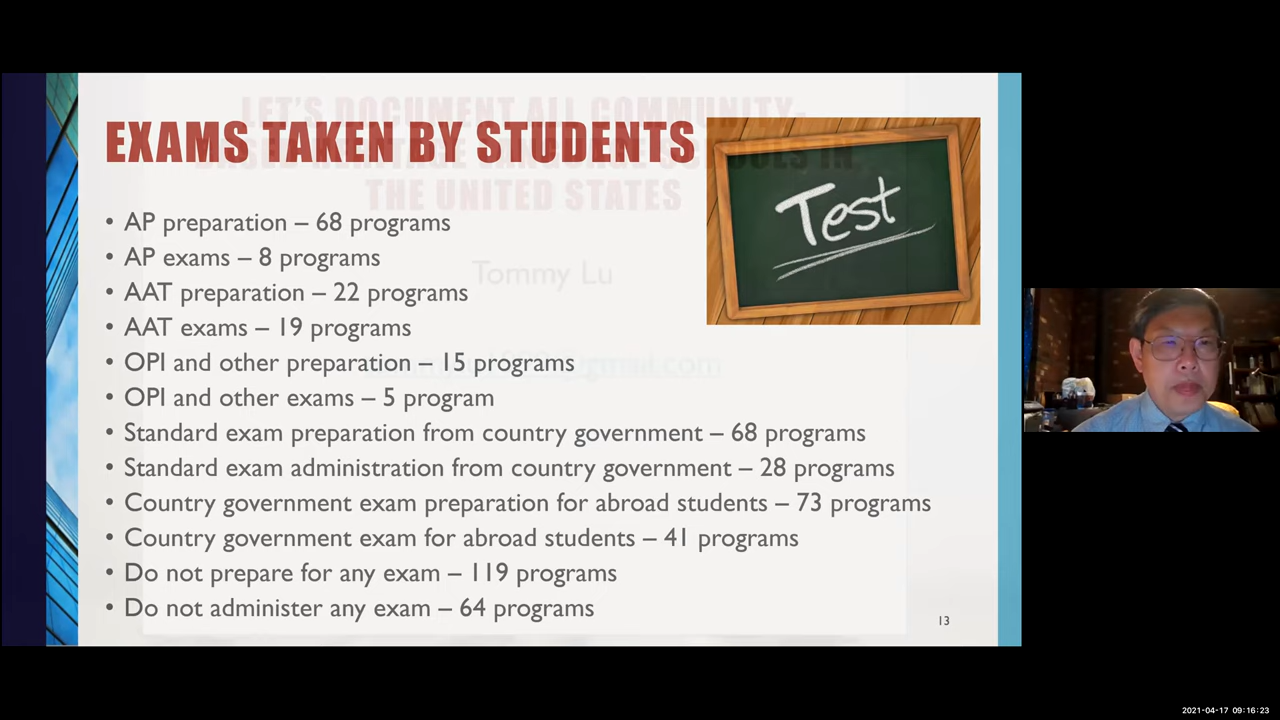 LET'S DOCUMENT ALL COMMUNITY-
EXAMS TAKEN BY STUDENTS
THE UNITED STATES
Test
• AP preparation – 68 programs
• AP exams – 8 programs
Tommy Lu
• AAT preparation – 22 programs
• AAT exams – 19 programs
• OPI and other preparation – 15 programs
• OPI and other exams – 5 program
• Standard exam preparation from country government – 68 programs
• Standard exam administration from country government – 28 programs
• Country government exam preparation for abroad students – 73 programs
• Country government exam for abroad students – 41 programs
• Do not prepare for any exam – 119 programs
• Do not administer any exam – 64 programs
13
2021-04-17 09:16:23